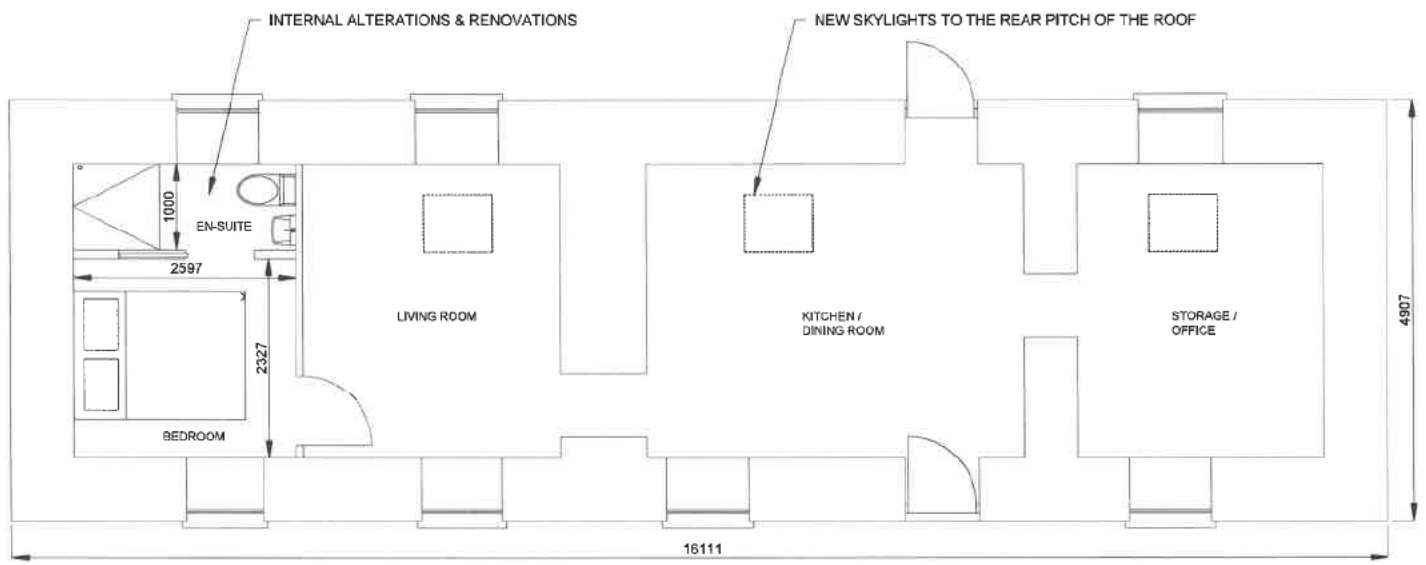 INTERNAL ALTERATIONS & RENOVATIONS
NEW SKYLIGHTS TO THE REAR PITCH OF THE ROOF
1000
EN-SUITE
2597
LIVING ROOM
KITCHEN /
DINING ROOM
STORAGE /
OFFICE
4907
2327
BEDROOM
16111